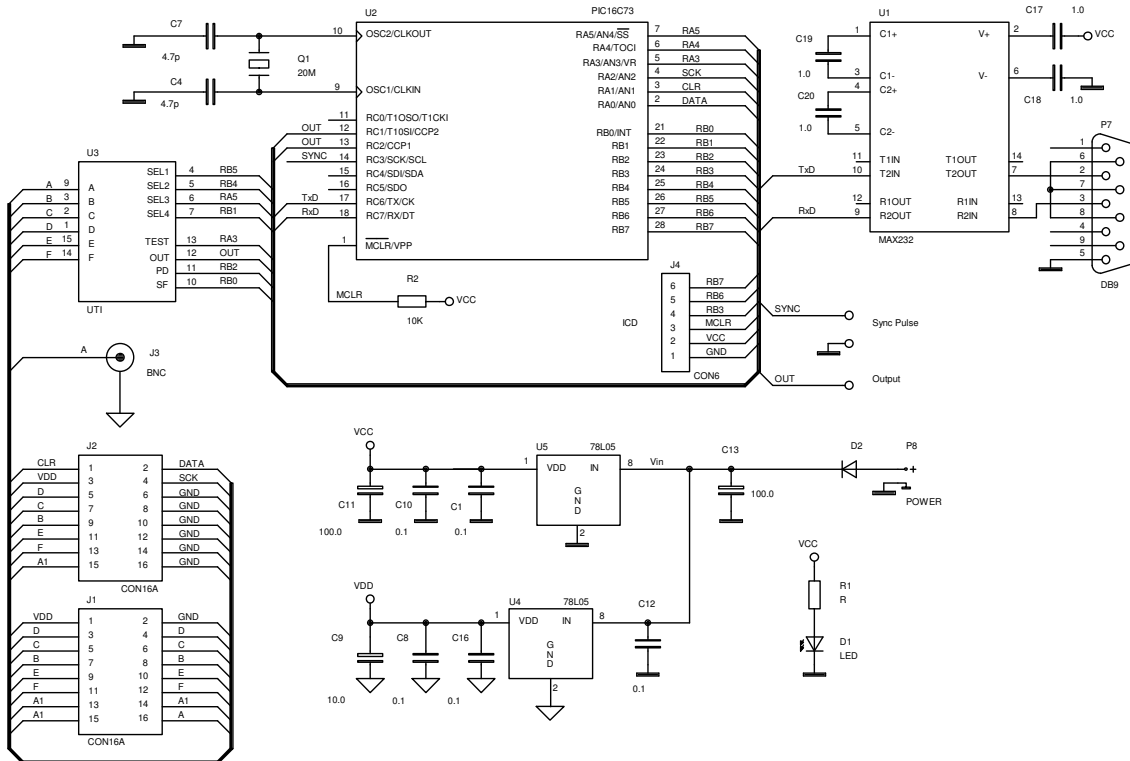 C7
4.7p
Q1
20M
C4
4.7p
U2
PIC16C73
10
OSC2/CLKOUT
9
OSC1/CLKIN
11
RC0/T1OSO/T1CKI
OUT
12
RC1/T10SI/CCP2
OUT
13
RC2/CCP1
SYNC
14
RC3/SCK/SCL
15
RC4/SDI/SDA
16
RC5/SDO
TxD
17
RC6/TX/CK
RxD
18
RC7/RX/DT
1
MCLR/VPP
RA5/AN4/SS
7
RA5
RA4/TOCI
6
RA4
RA3/AN3/VR
5
RA3
RA2/AN2
4
SCK
RA1/AN1
3
CLR
RA0/AN0
2
DATA
RB0/INT
21
RB0
RB1
22
RB1
RB2
23
RB2
RB3
24
RB3
RB4
25
RB4
RB5
26
RB5
RB6
27
RB6
RB7
28
RB7
MCLR
R2
10K
VCC
U1
C19
1.0
C20
1.0
1
C1+
3
C1-
4
C2+
5
C2-
11
T1IN
TxD
10
T2IN
12
R1OUT
RxD
9
R2OUT
V+
2
V-
6
T1OUT
14
T2OUT
7
R1IN
13
R2IN
8
MAX232
C17
1.0
VCC
C18
1.0
P7
1
6
2
7
3
8
4
9
5
DB9
U3
A
9
A
B
3
B
C
2
C
D
1
D
E
15
E
F
14
F
SEL1
4
RB5
SEL2
5
RB4
SEL3
6
RA5
SEL4
7
RB1
TEST
13
RA3
OUT
12
OUT
PD
11
RB2
SF
10
RB0
UTI
A
J3
BNC
J4
ICD
6
RB7
5
RB6
4
RB3
3
MCLR
2
VCC
1
GND
CON6
SYNC
Sync Pulse
OUT
Output
J2
CLR
1
2
DATA
VDD
3
4
SCK
D
5
6
GND
C
7
8
GND
B
9
10
GND
E
11
12
GND
F
13
14
GND
A1
15
16
GND
CON16A
J1
VDD
1
2
GND
D
3
4
D
C
5
6
C
B
7
8
B
E
9
10
E
F
11
12
F
A1
13
14
A1
A1
15
16
A
CON16A
VCC
C11
100.0
C10
0.1
C1
0.1
U5
78L05
1
VDD
IN
8
GND
2
Vin
C13
100.0
D2
P8
+
POWER
VDD
C9
10.0
C8
0.1
C16
0.1
U4
78L05
1
VDD
IN
8
GND
2
C12
0.1
VCC
R1
R
D1
LED